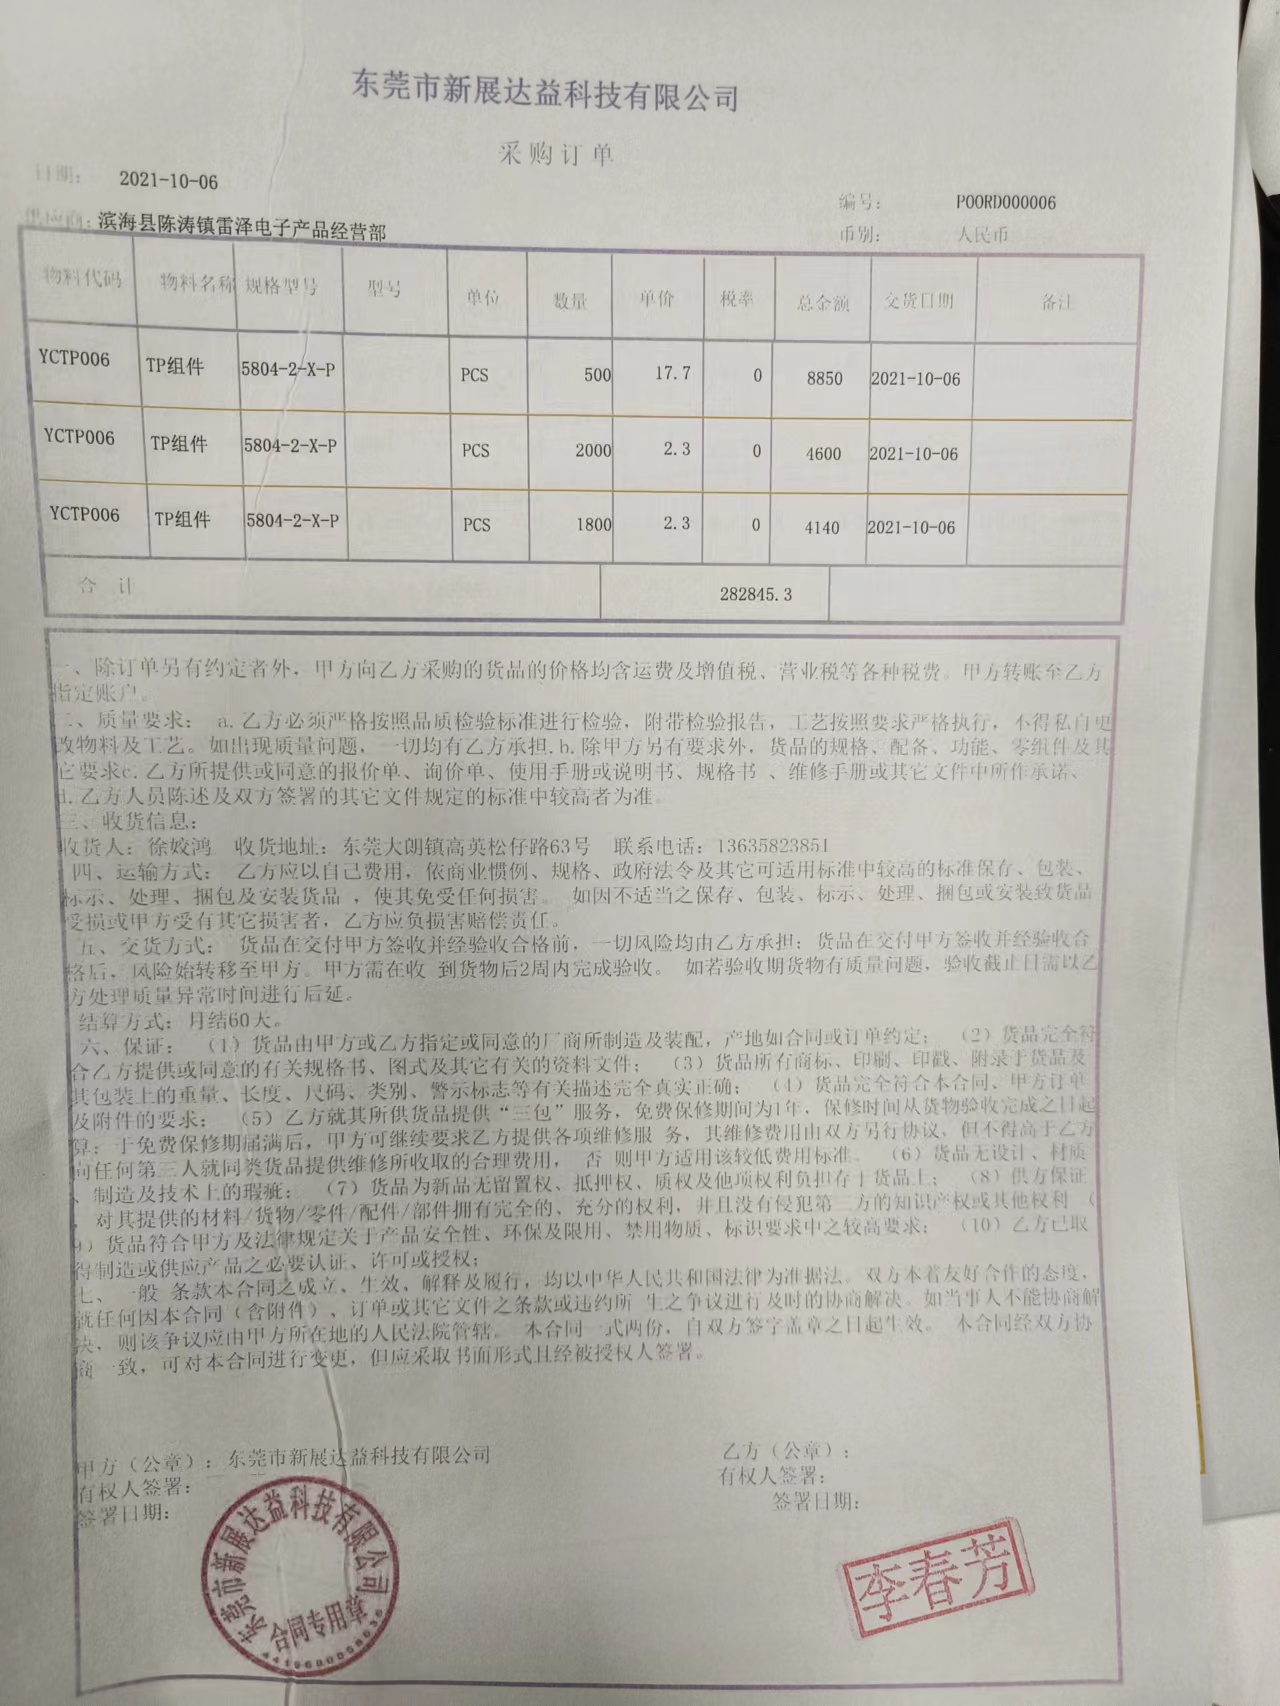 东莞市新展达益科技有限公司
采购订单
日期： 2021-10-06
编号： POORD000006
供应商：滨海县陈涛镇雷泽电子产品经营部
币别： 人民币
物料代码 物料名称 规格型号 型号 单位 数量 单价 税率 总金额 交货日期 备注
YCTP006 TP组件 5804-2-X-P PCS 500 17.7 0 8850 2021-10-06
YCTP006 TP组件 5804-2-X-P PCS 2000 2.3 0 4600 2021-10-06
YCTP006 TP组件 5804-2-X-P PCS 1800 2.3 0 4140 2021-10-06
合 计 282845.3
一、除订单另有约定者外，甲方向乙方采购的货品的价格均含运费及增值税、营业税等各种税费。甲方转账至乙方
指定账户。
二、质量要求： a.乙方必须严格按照品质检验标准进行检验，附带检验报告，工艺按照要求严格执行，不得私自更
改物料及工艺。如出现质量问题，一切均有乙方承担.b.除甲方另有要求外，货品的规格、配备、功能、零组件及其
它要求c.乙方所提供或同意的报价单、询价单、使用手册或说明书、规格书 、维修手册或其它文件中所作承诺、
d.乙方人员陈述及双方签署的其它文件规定的标准中较高者为准。
三、收货信息：
收货人：徐姣鸿 收货地址：东莞大朗镇高英松仔路63号 联系电话：13635823851
四、运输方式： 乙方应以自己费用，依商业惯例、规格、政府法令及其它可适用标准中较高的标准保存、包装、
标示、处理、捆包及安装货品 ，使其免受任何损害。 如因不适当之保存、包装、标示、处理、捆包或安装致货品
受损或甲方受有其它损害者，乙方应负损害赔偿责任。
五、交货方式： 货品在交付甲方签收并经验收合格前，一切风险均由乙方承担；货品在交付甲方签收并经验收合
格后，风险始转移至甲方。甲方需在收 到货物后2周内完成验收。 如若验收期货物有质量问题，验收截止日需以乙
方处理质量异常时间进行后延。
结算方式：月结60天。
六、保证： （1）货品由甲方或乙方指定或同意的厂商所制造及装配，产地如合同或订单约定； （2）货品完全符
合乙方提供或同意的有关规格书、图式及其它有关的资料文件； （3）货品所有商标、印刷、印戳、附录于货品及
其包装上的重量、长度、尺码、类别、警示标志等有关描述完全真实正确； （4）货品完全符合本合同、甲方订单
及附件的要求； （5）乙方就其所供货品提供“三包”服务，免费保修期间为1年，保修时间从货物验收完成之日起
算；于免费保修期届满后，甲方可继续要求乙方提供各项维修服 务，其维修费用由双方另行协议，但不得高于乙方
向任何第三人就同类货品提供维修所收取的合理费用， 否 则甲方适用该较低费用标准。 （6）货品无设计、材质
、制造及技术上的瑕疵； （7）货品为新品无留置权、抵押权、质权及他项权利负担存于货品上； （8）供方保证
，对其提供的材料/货物/零件/配件/部件拥有完全的、充分的权利，并且没有侵犯第三方的知识产权或其他权利 （
9）货品符合甲方及法律规定关于产品安全性、环保及限用、禁用物质、标识要求中之较高要求； （10）乙方已取
得制造或供应产品之必要认证、许可或授权；
七、一般 条款本合同之成立、生效、解释及履行，均以中华人民共和国法律为准据法。双方本着友好合作的态度，
就任何因本合同（含附件）、订单或其它文件之条款或违约所 生之争议进行及时的协商解决。如当事人不能协商解
决，则该争议应由甲方所在地的人民法院管辖。 本合同一式两份，自双方签字盖章之日起生效。 本合同经双方协
商一致，可对本合同进行变更，但应采取书面形式且经被授权人签署。
甲方（公章）：东莞市新展达益科技有限公司
乙方（公章）：
有权人签署：
有权人签署：
签署日期：
签署日期：
东莞市新展达益科技有限公司
合同专用章
李春芳